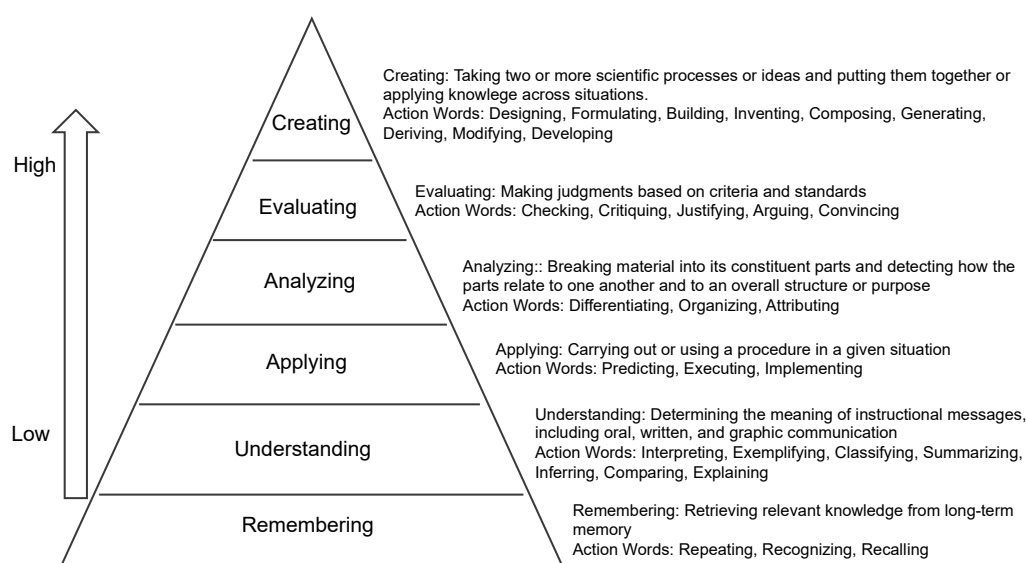 Creating: Taking two or more scientific processes or ideas and putting them together or
applying knowlege across situations.
Action Words: Designing, Formulating, Building, Inventing, Composing, Generating,
Deriving, Modifying, Developing
Creating
High
Evaluating: Making judgments based on criteria and standards
Action Words: Checking, Critiquing, Justifying, Arguing, Convincing
Evaluating
Analyzing:: Breaking material into its constituent parts and detecting how the
parts relate to one another and to an overall structure or purpose
Action Words: Differentiating, Organizing, Attributing
Analyzing
Applying: Carrying out or using a procedure in a given situation
Action Words: Predicting, Executing, Implementing
Applying
Understanding: Determining the meaning of instructional messages,
including oral, written, and graphic communication
Action Words: Interpreting, Exemplifying, Classifying, Summarizing,
Inferring, Comparing, Explaining
Low
Understanding
Remembering: Retrieving relevant knowledge from long-term
memory
Action Words: Repeating, Recognizing, Recalling
Remembering